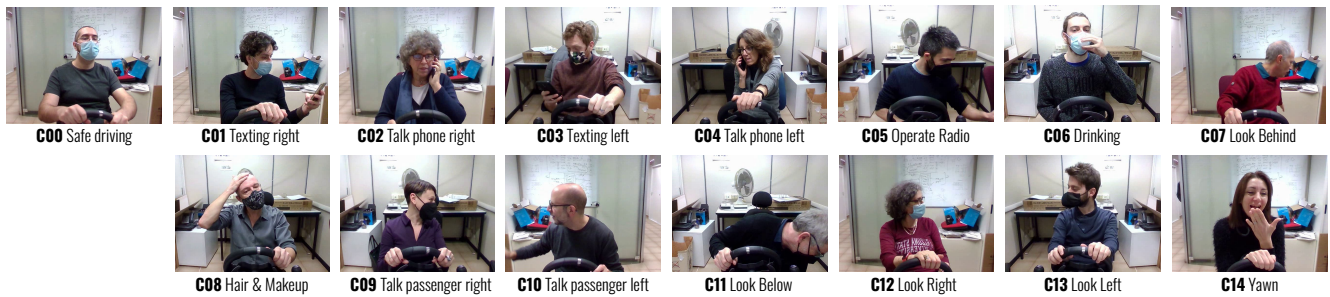 C00 Safe driving
C01 Texting right
C02 Talk phone right
C03 Texting left
C04 Talk phone left
C05 Operate Radio
C06 Drinking
C07 Look Behind
C08 Hair & Makeup
C09 Talk passenger right
C10 Talk passenger left
C11 Look Below
C12 Look Right
C13 Look Left
C14 Yawn